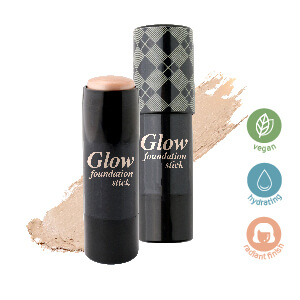 Glow
foundation
stick.
Glow
foundation
stick.
vegan
hydrating
radiant finish